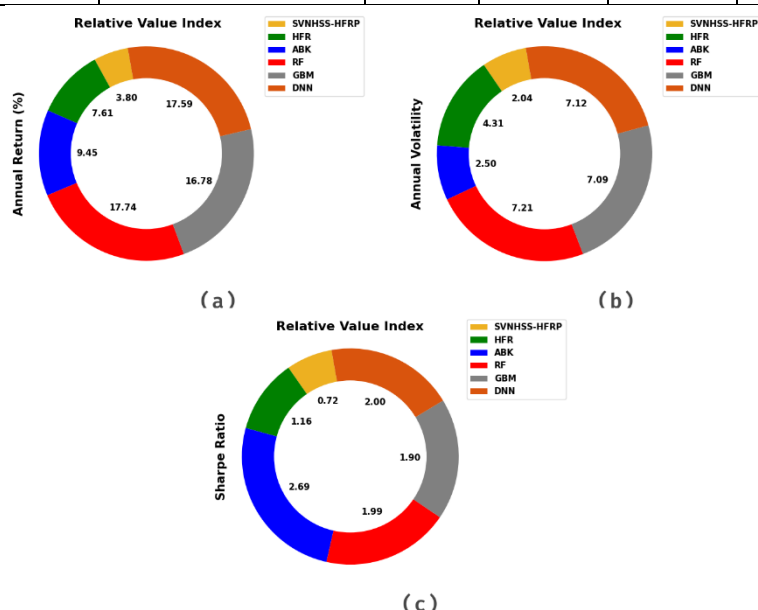 Relative Value Index
SVNHSS-HFRP
HFR
ABK
RF
GBM
DNN
Annual Return (%)
3.80
17.59
7.61
9.45
16.78
17.74
(a)
Relative Value Index
SVNHSS-HFRP
HFR
ABK
RF
GBM
DNN
Annual Volatility
2.04
7.12
4.31
2.50
7.09
7.21
(b)
Relative Value Index
SVNHSS-HFRP
HFR
ABK
RF
GBM
DNN
Sharpe Ratio
0.72
2.00
1.16
1.90
2.69
1.99
(c)